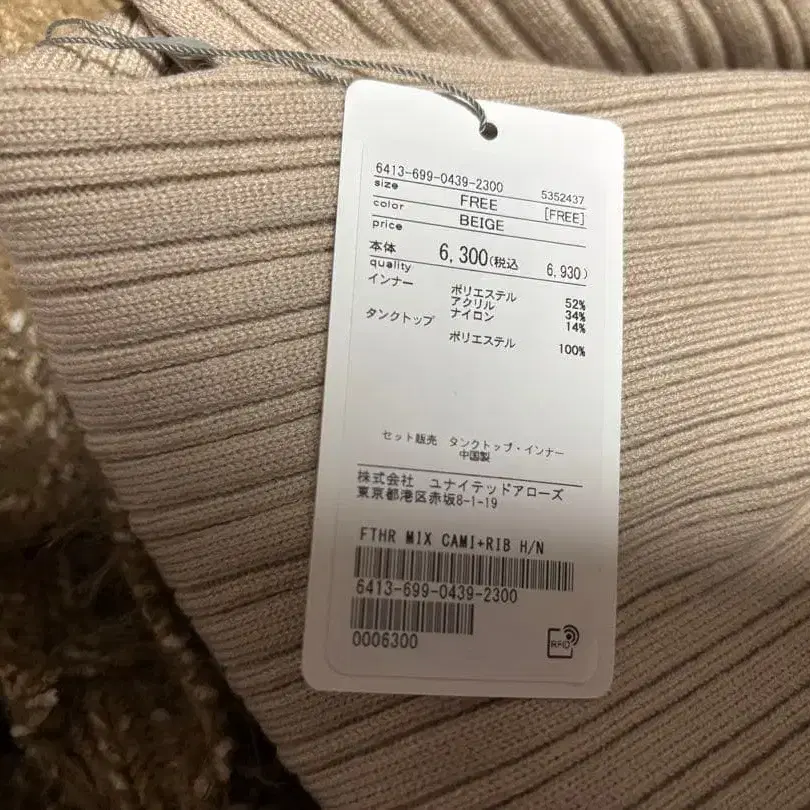 6413-699-0439-2300
5352437
size FREE [FREE]
color BEIGE
price
本体 6,300(税込 6,930)
quality
インナー ポリエステル 52%
アクリル 34%
ナイロン 14%
タンクトップ ポリエステル 100%
セット販売 タンクトップ・インナー
中国製
株式会社 ユナイテッドアローズ
東京都港区赤坂8-1-19
FTHR MIX CAMI+RIB H/N
6413-699-0439-2300
0006300
RFID